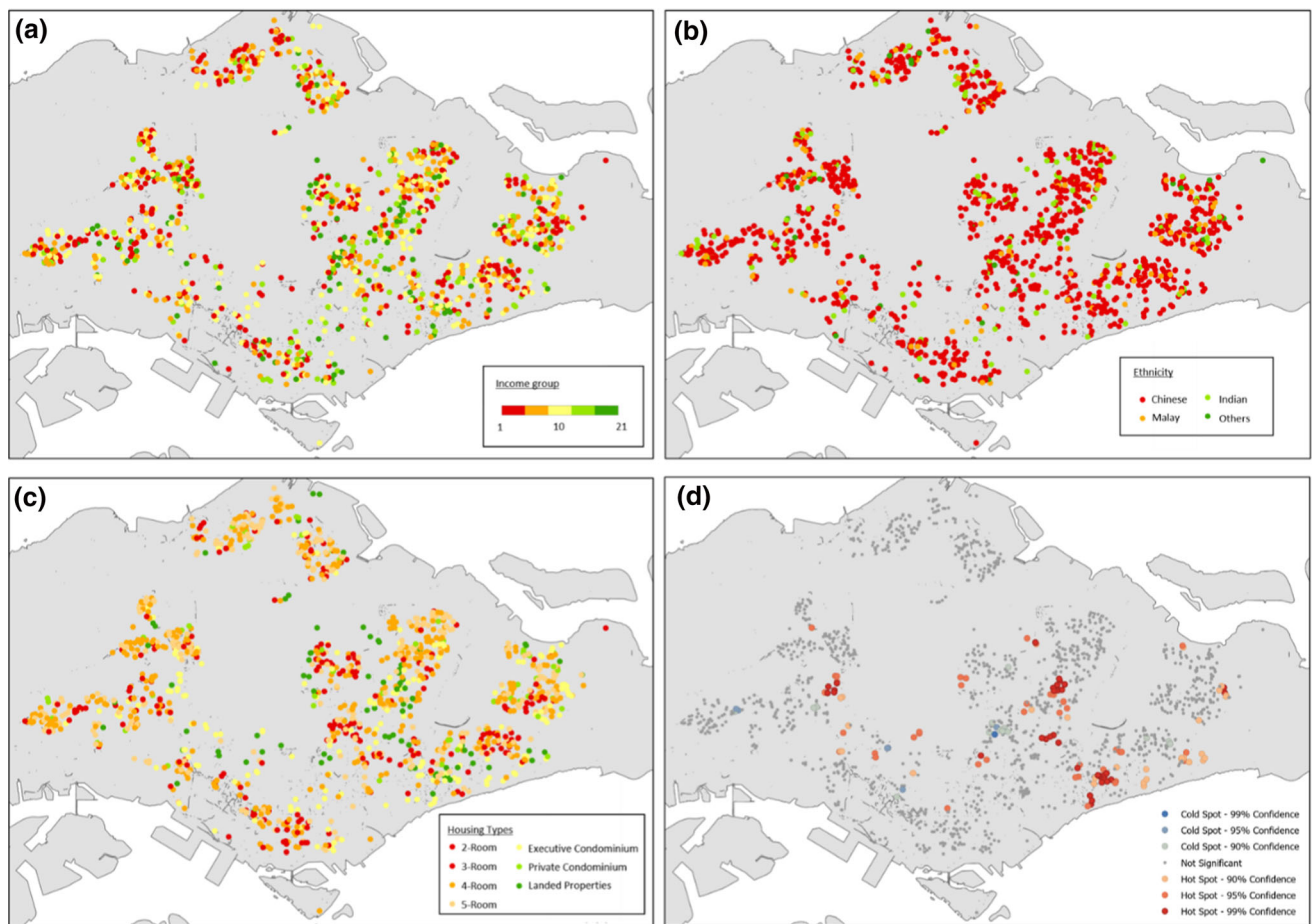 (a)
Income group
1 10 21
(b)
Ethnicity
Chinese Indian
Malay Others
(c)
Housing Types
2-Room Executive Condominium
3-Room Private Condominium
4-Room Landed Properties
5-Room
(d)
Cold Spot - 99% Confidence
Cold Spot - 95% Confidence
Cold Spot - 90% Confidence
Not Significant
Hot Spot - 90% Confidence
Hot Spot - 95% Confidence
Hot Spot - 99% Confidence